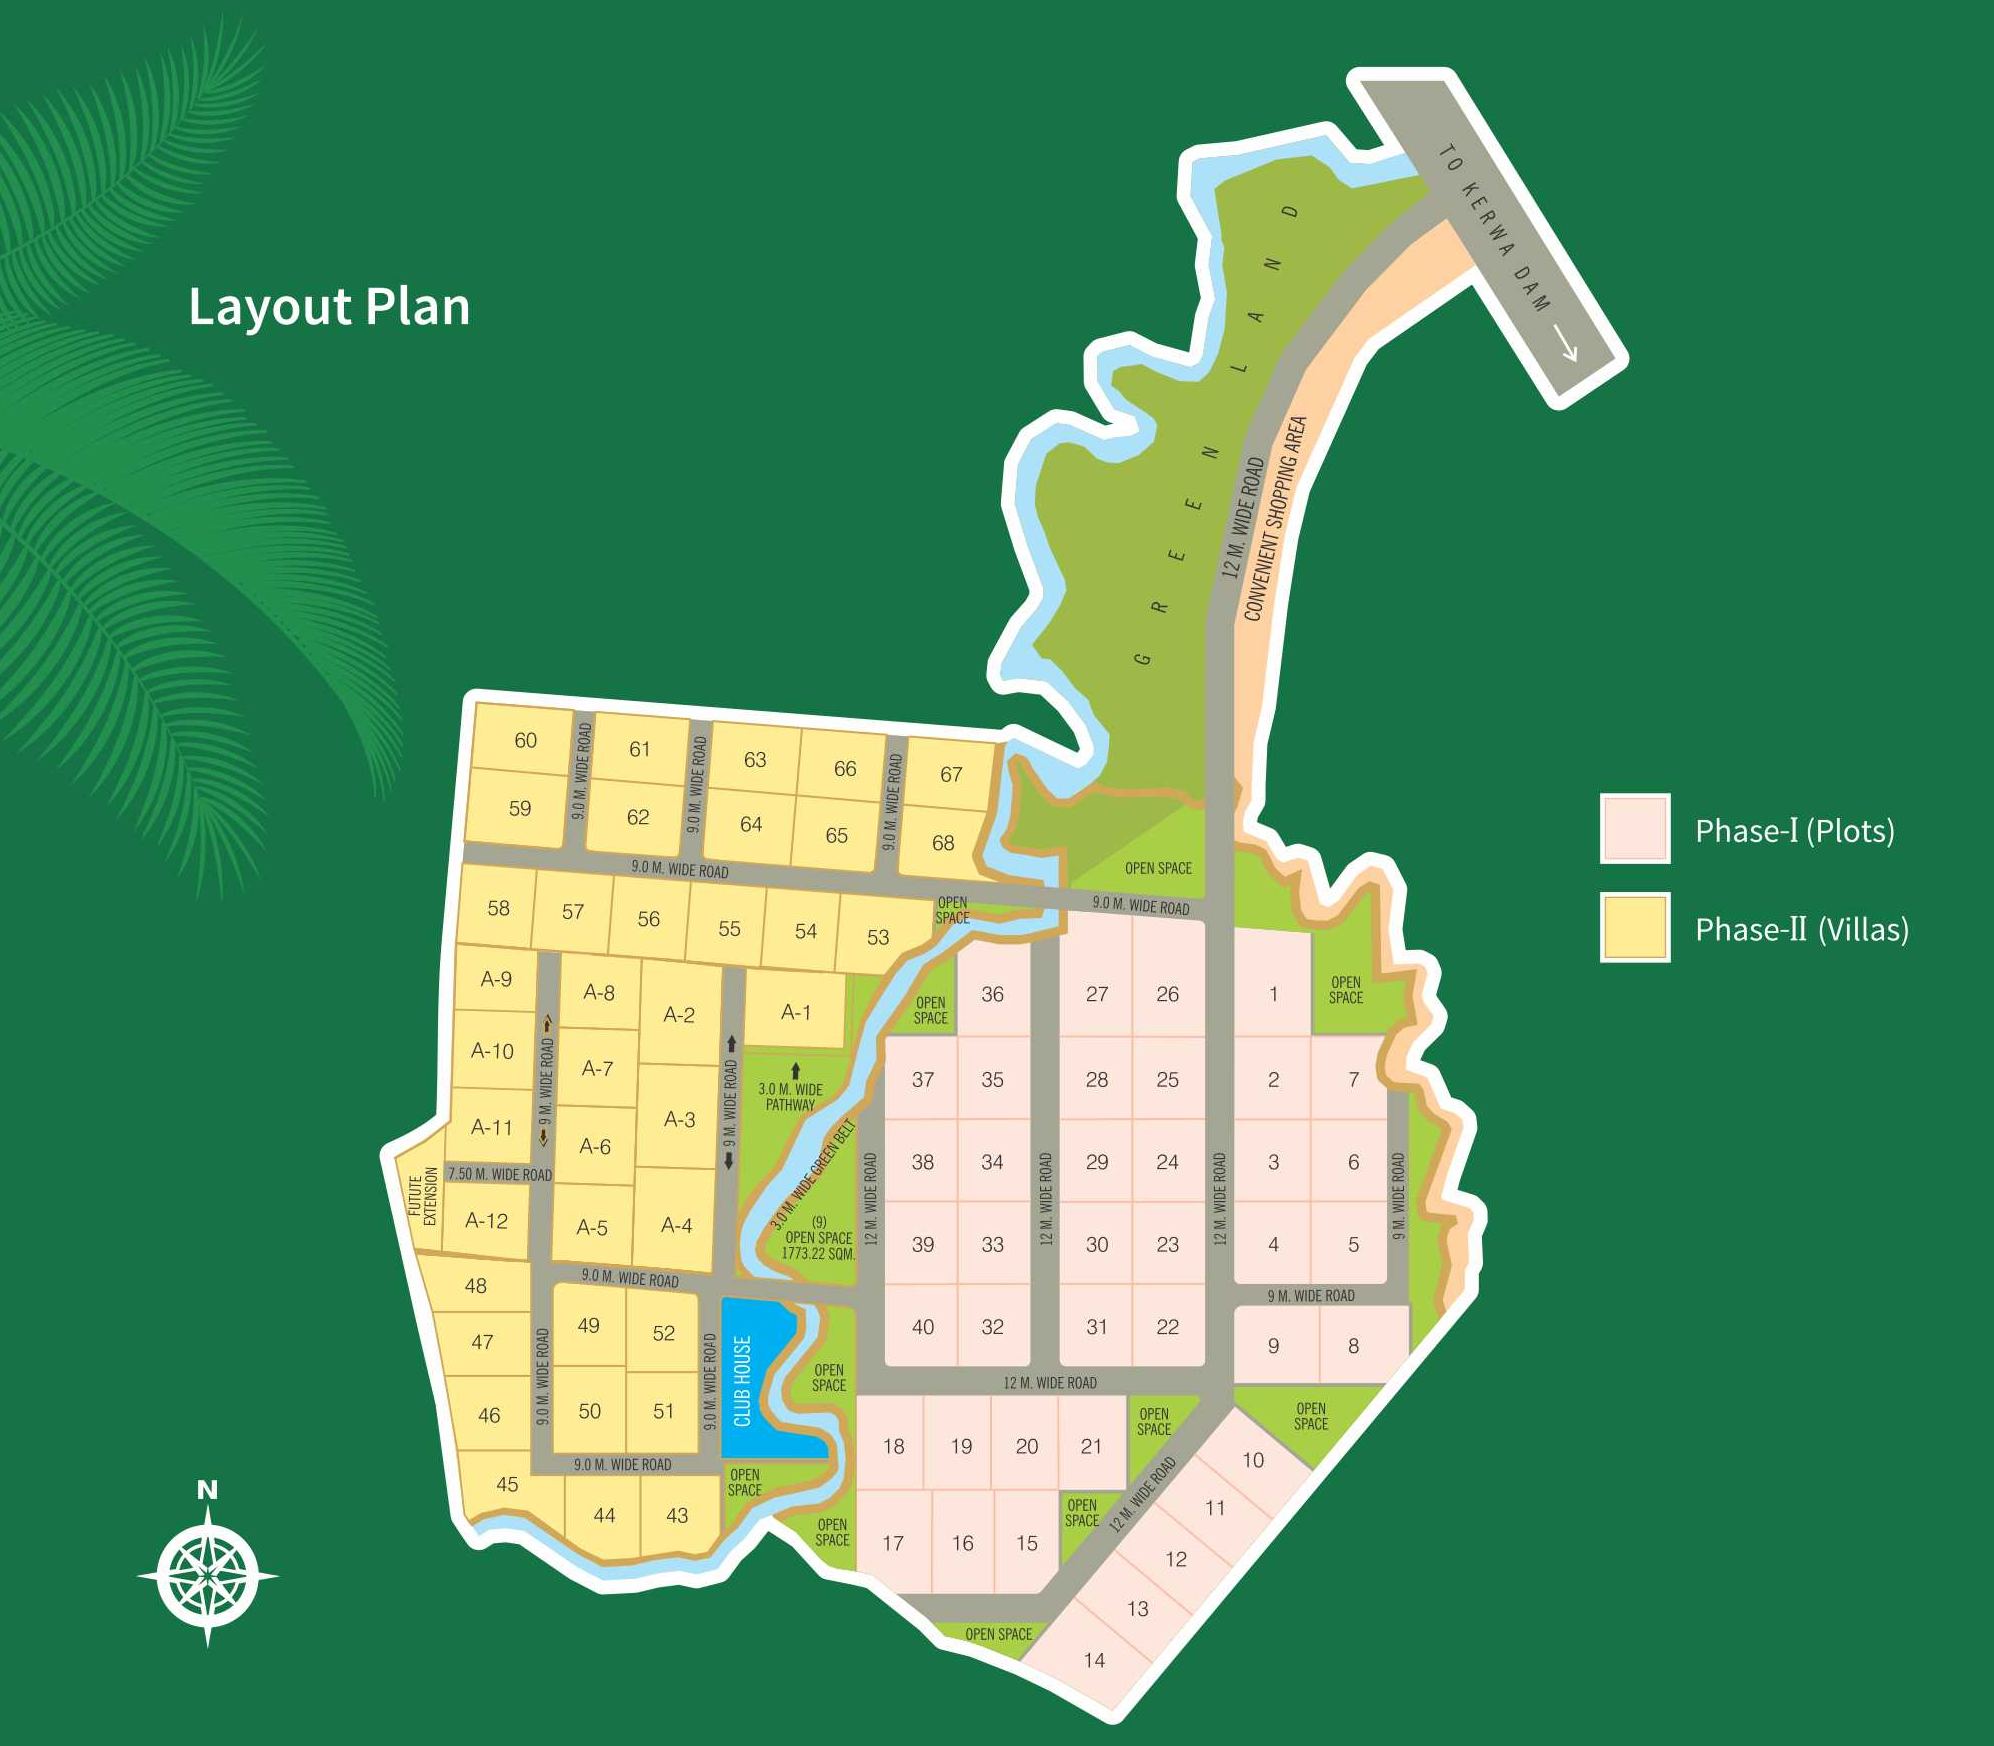 Layout Plan
TO KERWA DAM
GREEN LAND
12 M. WIDE ROAD
CONVENIENT SHOPPING AREA
Phase-I (Plots)
Phase-II (Villas)
60
61
63
66
67
59
62
64
65
68
9.0 M. WIDE ROAD
9.0 M. WIDE ROAD
9.0 M. WIDE ROAD
9.0 M. WIDE ROAD
OPEN SPACE
9.0 M. WIDE ROAD
58
57
56
55
54
53
OPEN
SPACE
A-9
A-8
A-2
A-1
OPEN
SPACE
36
27
26
1
OPEN
SPACE
A-10
A-7
A-3
3.0 M. WIDE
PATHWAY
37
35
28
25
2
7
A-11
A-6
9 M. WIDE ROAD
9 M. WIDE ROAD
3.0 M. WIDE GREEN BELT
38
34
29
24
3
6
7.50 M. WIDE ROAD
FUTUTE
EXTENSION
A-12
A-5
A-4
(9)
OPEN SPACE
1773.22 SQM.
12 M. WIDE ROAD
12 M. WIDE ROAD
12 M. WIDE ROAD
9 M. WIDE ROAD
39
33
30
23
4
5
48
9.0 M. WIDE ROAD
9 M. WIDE ROAD
47
49
52
40
32
31
22
9
8
9.0 M. WIDE ROAD
9.0 M. WIDE ROAD
CLUB HOUSE
OPEN
SPACE
12 M. WIDE ROAD
46
50
51
OPEN
SPACE
OPEN
SPACE
18
19
20
21
10
9.0 M. WIDE ROAD
45
44
43
OPEN
SPACE
OPEN
SPACE
OPEN
SPACE
12 M. WIDE ROAD
11
17
16
15
12
13
OPEN SPACE
14
N